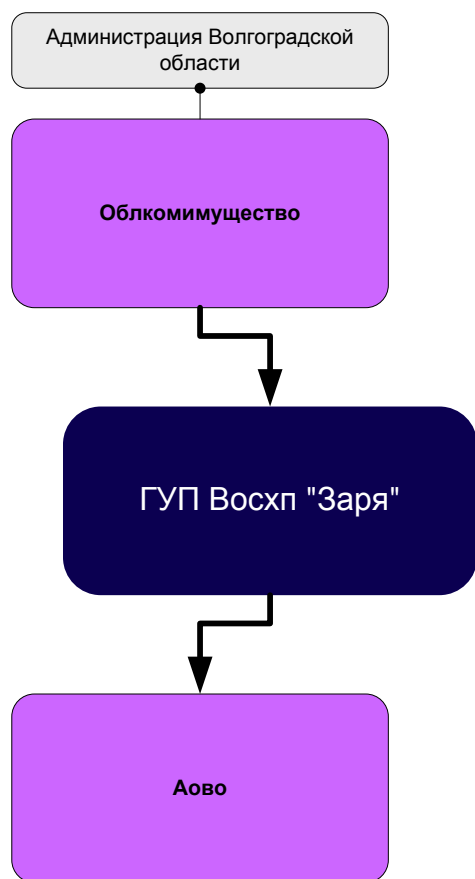 Администрация Волгоградской
области
Облкомимущество
ГУП Восхп "Заря"
Аово